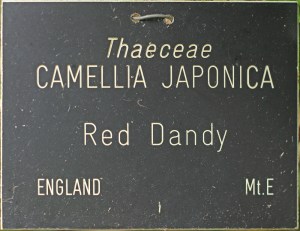 Thaeceae
CAMELLIA JAPONICA
Red Dandy
ENGLAND Mt.E